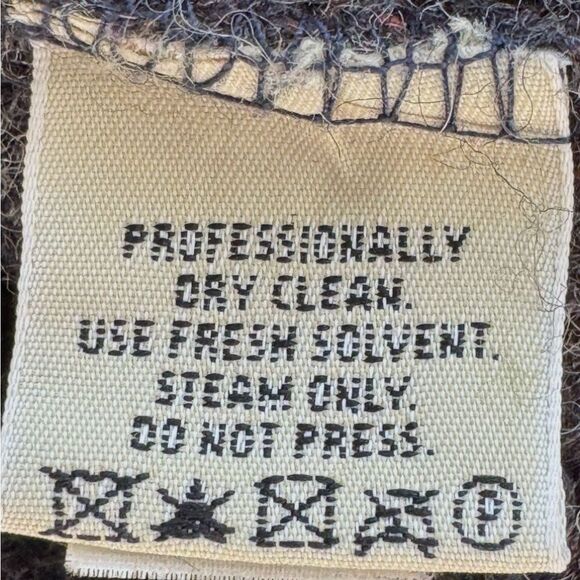 PROFESSIONALLY
DRY CLEAN.
USE FRESH SOLVENT.
STEAM ONLY.
DO NOT PRESS.
P